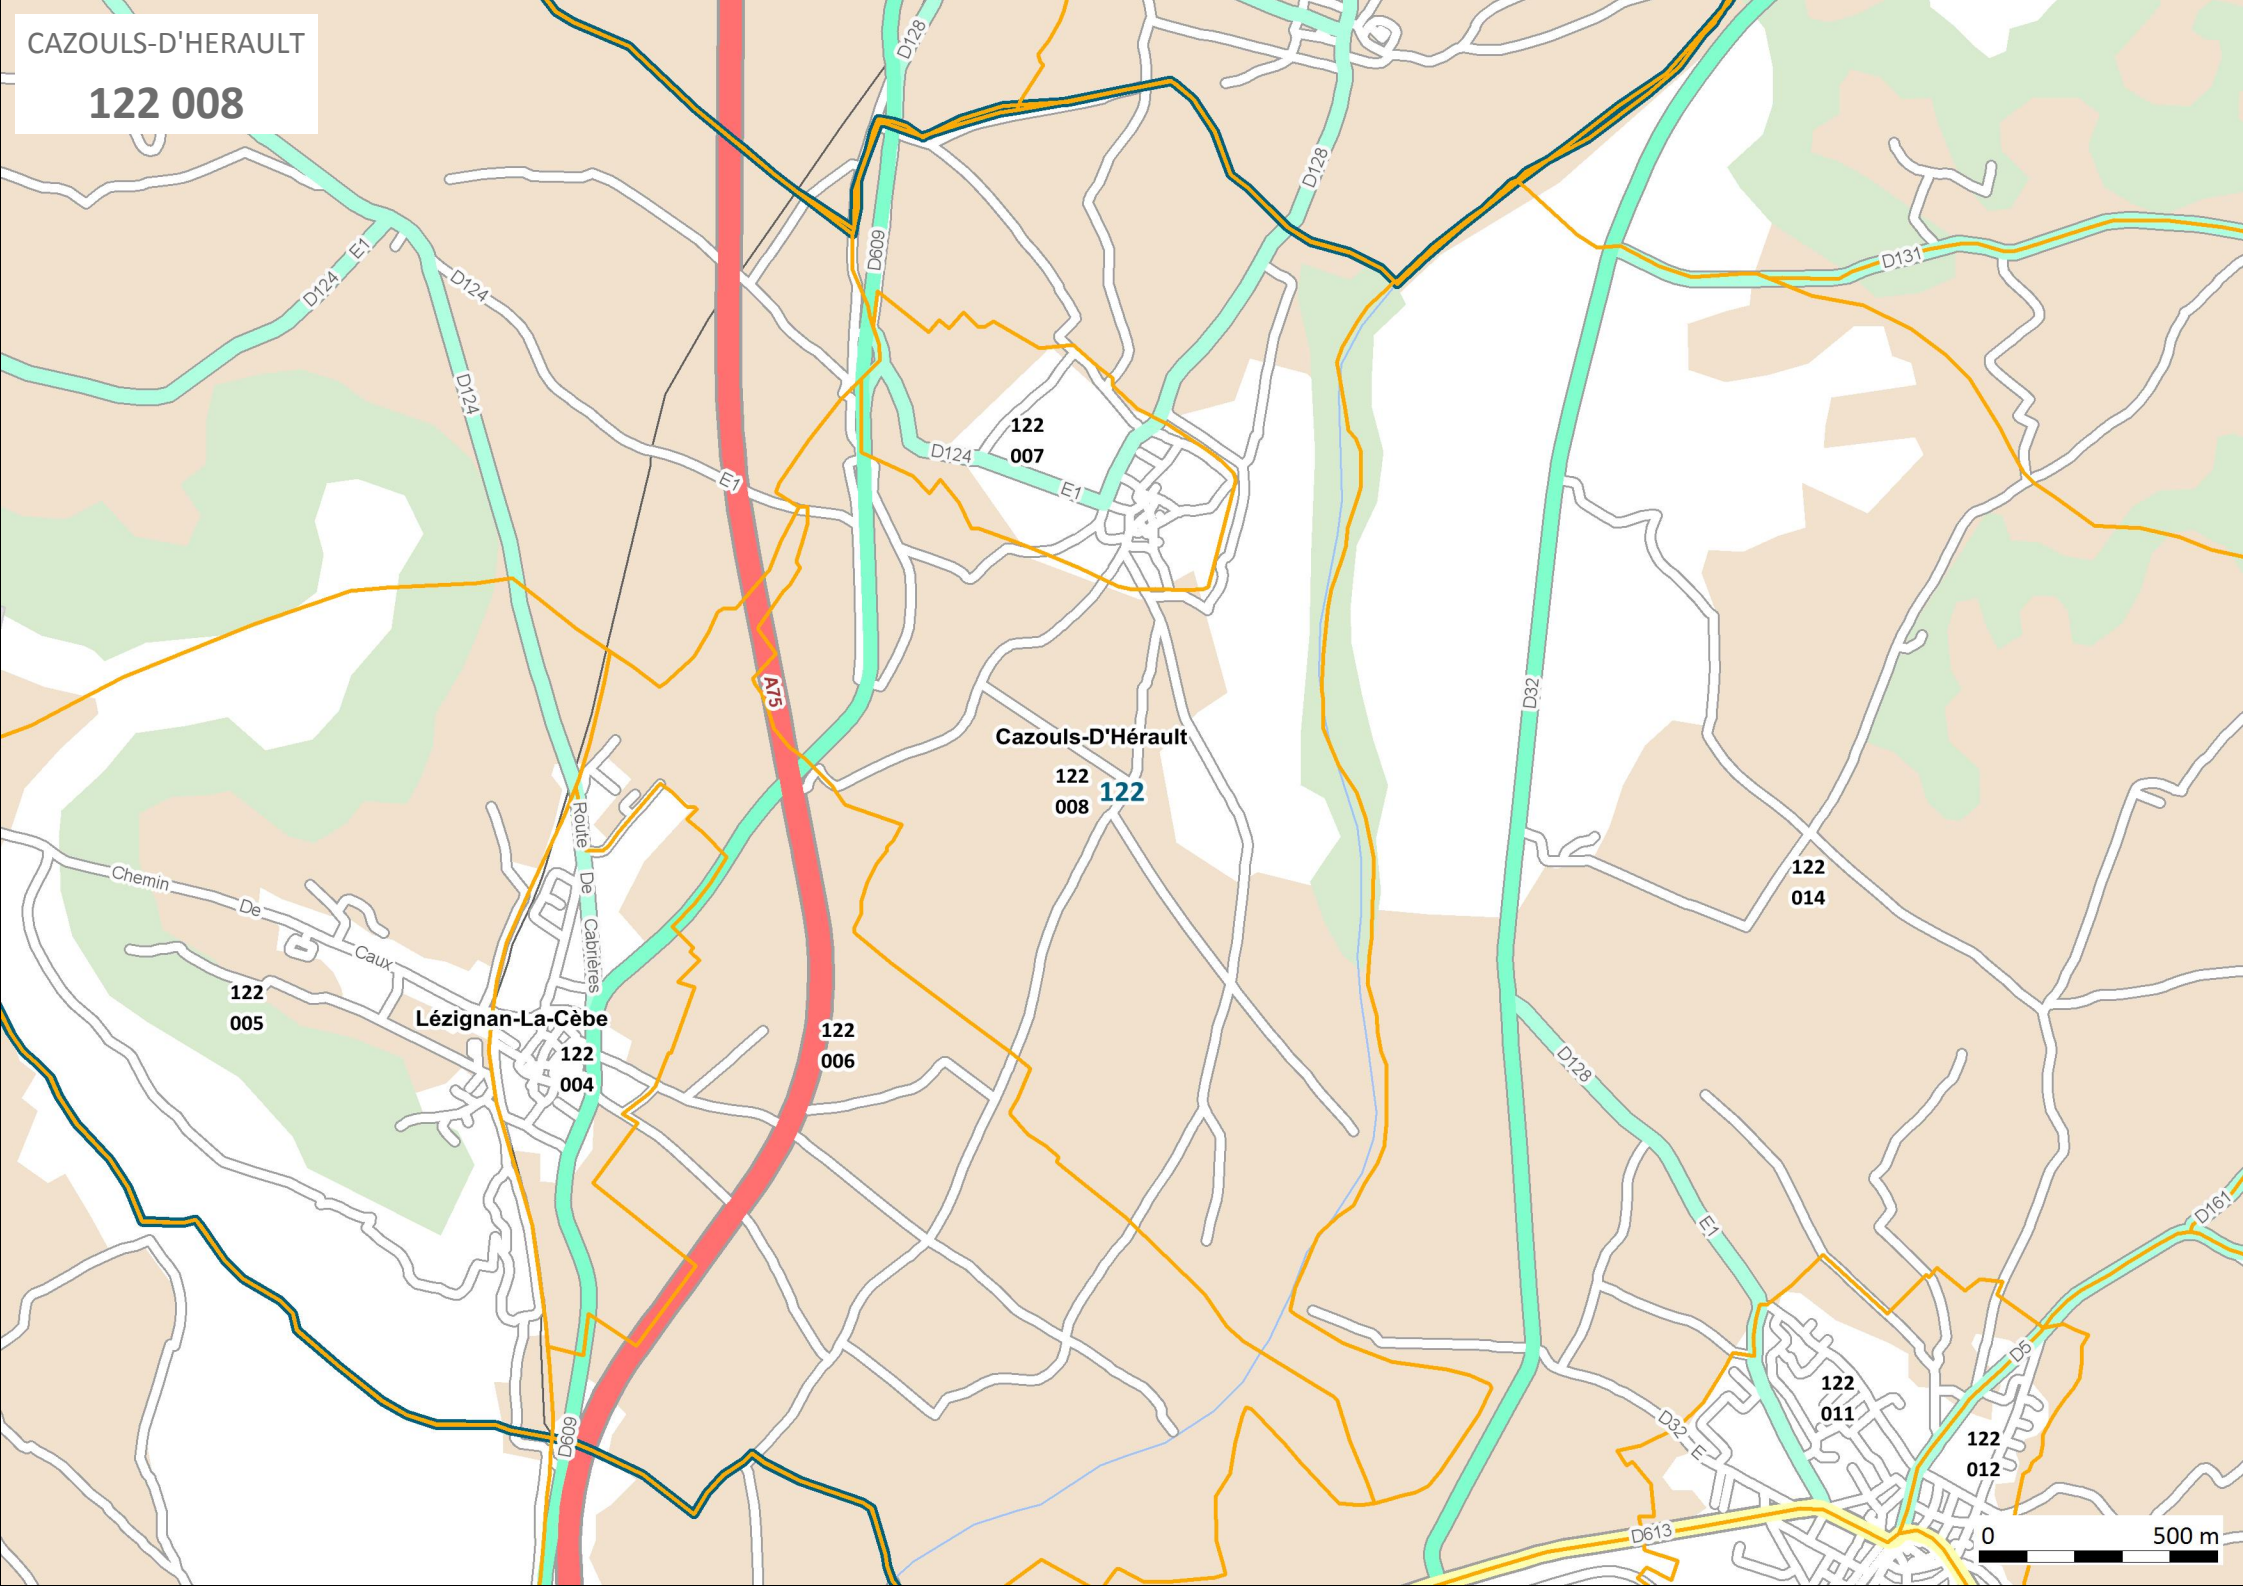 CAZOULS-D'HERAULT
122 008
D128
D128
D609
D124 E1
D124
D124
E1
D131
122
007
D124 E1
D32
A75
Cazouls-D'Hérault
122
008
122
Route De Cabrières
Chemin De Caux
122
014
122
005
Lézignan-La-Cèbe
122
004
122
006
D128
E1
D161
D5
122
011
D32 - E
122
012
D609
D613
0 500 m